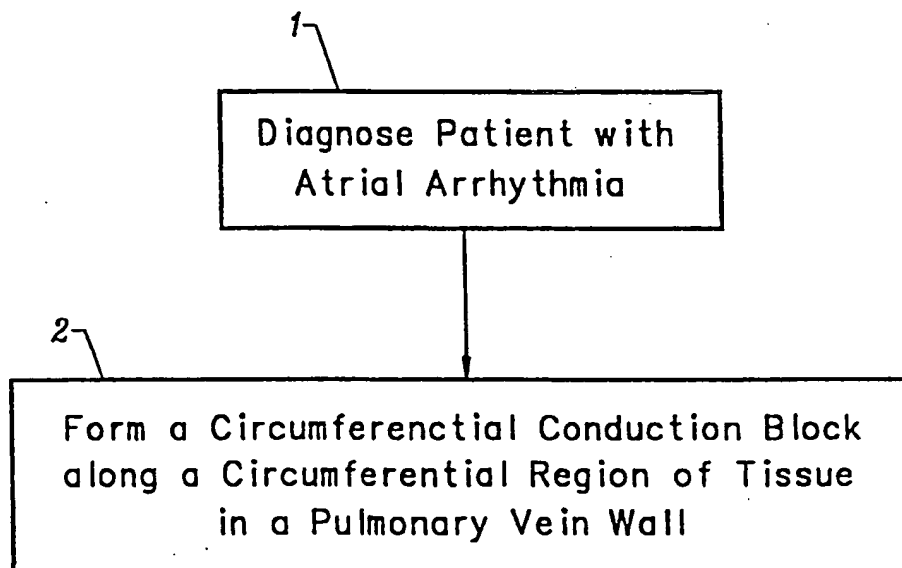 1
Diagnose Patient with
Atrial Arrhythmia
2
Form a Circumferenctial Conduction Block
along a Circumferential Region of Tissue
in a Pulmonary Vein Wall